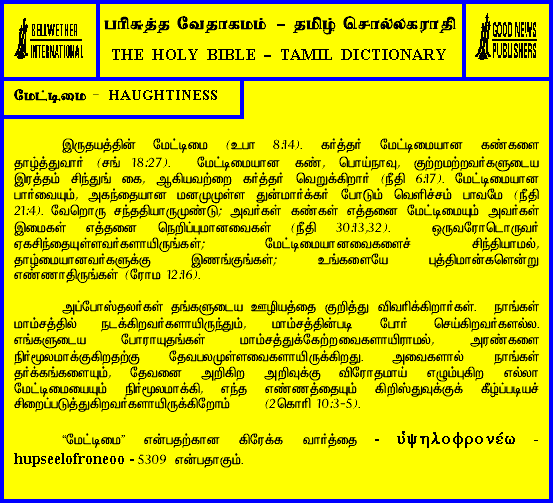 BELLWETHER
INTERNATIONAL
பரிசுத்த வேதாகமம் – தமிழ் சொல்லகராதி
THE HOLY BIBLE – TAMIL DICTIONARY
GOOD NEWS
PUBLISHERS
மேட்டிமை – HAUGHTINESS
இருதயத்தின் மேட்டிமை (உபா 8:14). கர்த்தர் மேட்டிமையான கண்களை
தாழ்த்துவார் (சங் 18:27). மேட்டிமையான கண், பொய்நாவு, குற்றமற்றவர்களுடைய
இரத்தம் சிந்துங் கை, ஆகியவற்றை கர்த்தர் வெறுக்கிறார் (நீதி 6:17). மேட்டிமையான
பார்வையும், அகந்தையான மனமுமுள்ள துன்மார்க்கர் போடும் வெளிச்சம் பாவமே (நீதி
21:4). வேறொரு சந்ததியாருமுண்டு; அவர்கள் கண்கள் எத்தனை மேட்டிமையும் அவர்கள்
இமைகள் எத்தனை நெறிப்புமானவைகள் (நீதி 30:13,32). ஒருவரோடொருவர்
ஏகசிந்தையுள்ளவர்களாயிருங்கள்; மேட்டிமையானவைகளைச் சிந்தியாமல்,
தாழ்மையானவர்களுக்கு இணங்குங்கள்; உங்களையே புத்திமான்களென்று
எண்ணாதிருங்கள் (ரோம 12:16).
அப்போஸ்தலர்கள் தங்களுடைய ஊழியத்தை குறித்து விவரிக்கிறார்கள். நாங்கள்
மாம்சத்தில் நடக்கிறவர்களாயிருந்தும், மாம்சத்தின்படி போர் செய்கிறவர்களல்ல.
எங்களுடைய போராயுதங்கள் மாம்சத்துக்கேற்றவைகளாயிராமல், அரண்களை
நிர்மூலமாக்குகிறதற்கு தேவபலமுள்ளவைகளாயிருக்கிறது. அவைகளால் நாங்கள்
தர்க்கங்களையும், தேவனை அறிகிற அறிவுக்கு விரோதமாய் எழும்புகிற எல்லா
மேட்டிமையையும் நிர்மூலமாக்கி, எந்த எண்ணத்தையும் கிறிஸ்துவுக்குக் கீழ்ப்படியச்
சிறைப்படுத்துகிறவர்களாயிருக்கிறோம் (2கொரி 10:3-5).
“மேட்டிமை” என்பதற்கான கிரேக்க வார்த்தை - ὑψηλοφρονέω -
hupseelofroneoo - 5309 என்பதாகும்.